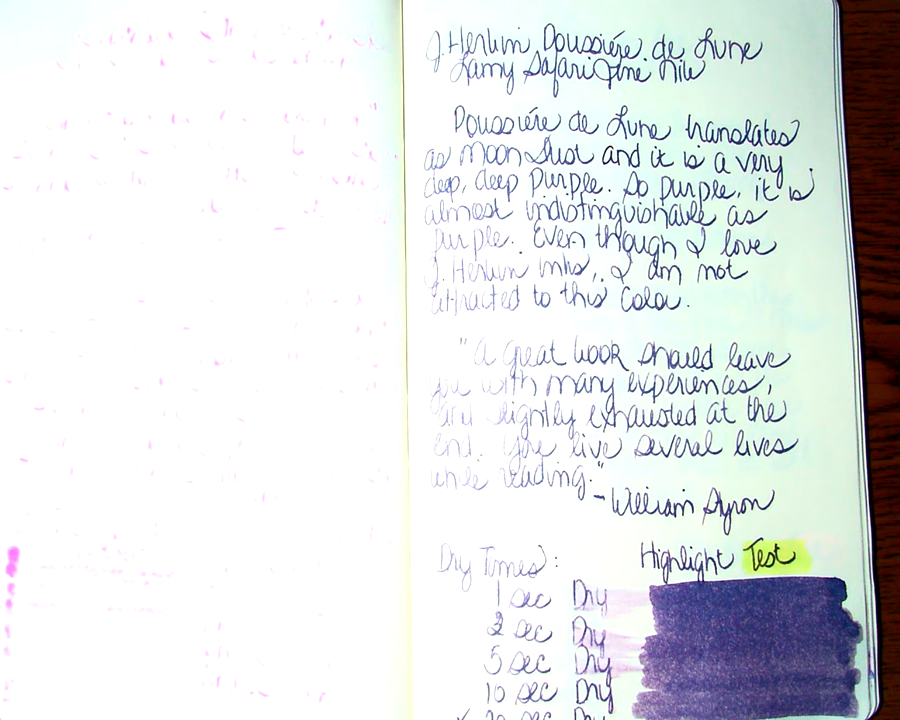 J. Herbin Poussière de Lune
Lamy Safari Fine Nib
Poussière de Lune translates
as Moon Dust and it is a very
deep, deep purple. So purple, it is
almost indistinguishable as
purple. Even though I love
J. Herbin inks, I am not
attracted to this color.
"A great book should leave
you with many experiences,
and slightly exhausted at the
end. You live several lives
while reading."
- William Styron
Dry Times: Highlight Test
1 sec Dry
2 sec Dry
5 sec Dry
10 sec Dry
20 sec Dry